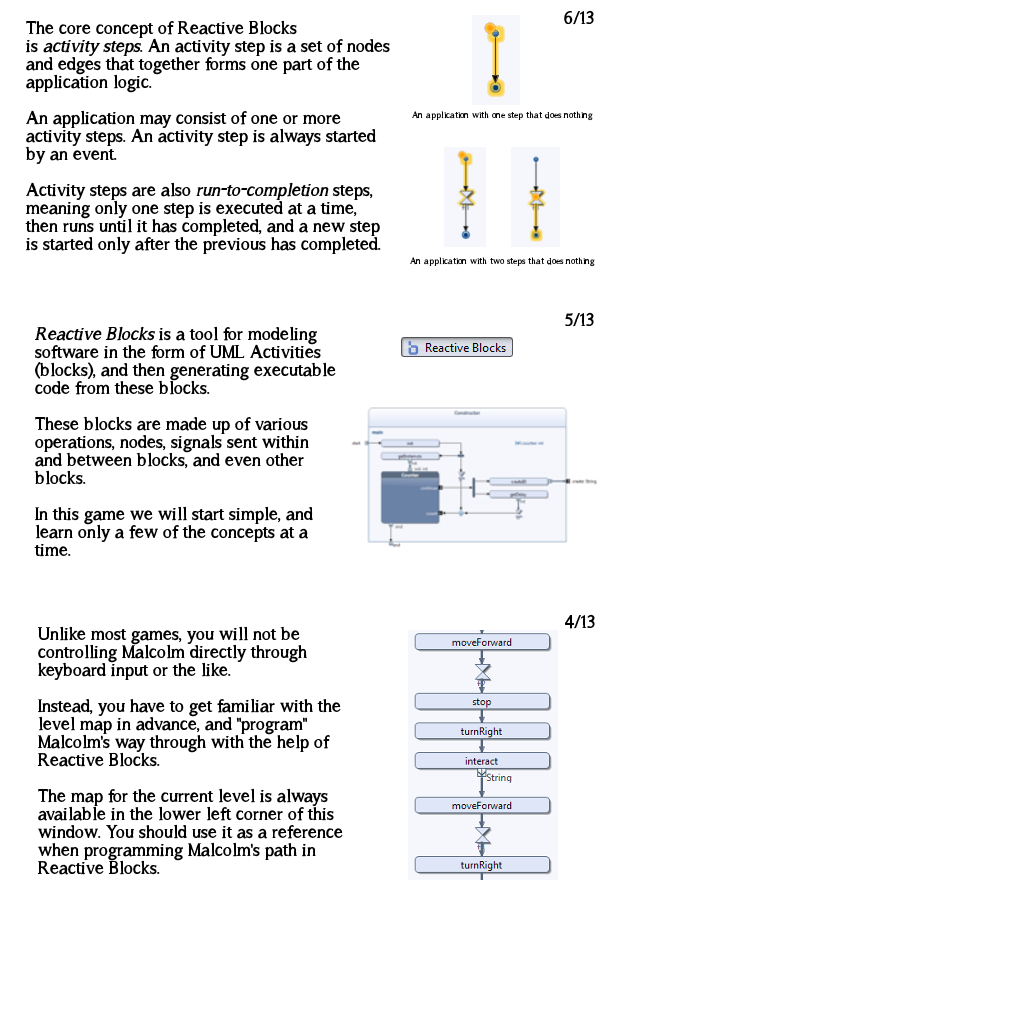 6/13
The core concept of Reactive Blocks
is activity steps. An activity step is a set of nodes
and edges that together forms one part of the
application logic.
An application may consist of one or more
activity steps. An activity step is always started
by an event.
Activity steps are also run-to-completion steps,
meaning only one step is executed at a time,
then runs until it has completed, and a new step
is started only after the previous has completed.
An application with one step that does nothing
An application with two steps that does nothing
5/13
Reactive Blocks is a tool for modeling
software in the form of UML Activities
(blocks), and then generating executable
code from these blocks.
These blocks are made up of various
operations, nodes, signals sent within
and between blocks, and even other
blocks.
In this game we will start simple, and
learn only a few of the concepts at a
time.
Reactive Blocks
Constructor
4/13
Unlike most games, you will not be
controlling Malcolm directly through
keyboard input or the like.
Instead, you have to get familiar with the
level map in advance, and "program"
Malcolm's way through with the help of
Reactive Blocks.
The map for the current level is always
available in the lower left corner of this
window. You should use it as a reference
when programming Malcolm's path in
Reactive Blocks.
moveForward
stop
turnRight
interact
String
moveForward
turnRight